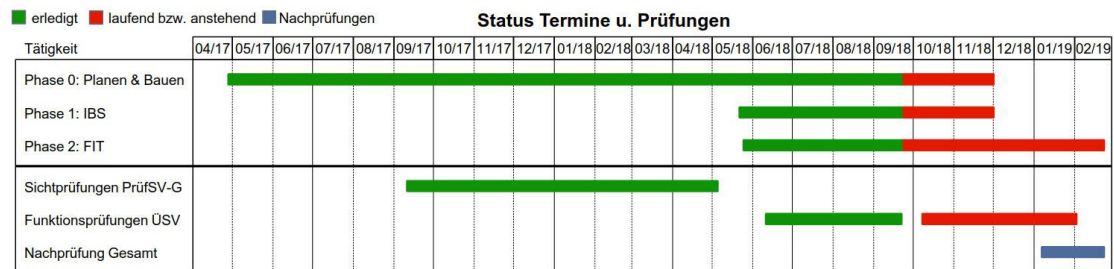 erledigt laufend bzw. anstehend Nachprüfungen
Status Termine u. Prüfungen
Tätigkeit 04/17 05/17 06/17 07/17 08/17 09/17 10/17 11/17 12/17 01/18 02/18 03/18 04/18 05/18 06/18 07/18 08/18 09/18 10/18 11/18 12/18 01/19 02/19
Phase 0: Planen & Bauen
Phase 1: IBS
Phase 2: FIT
Sichtprüfungen PrüfSV-G
Funktionsprüfungen ÜSV
Nachprüfung Gesamt